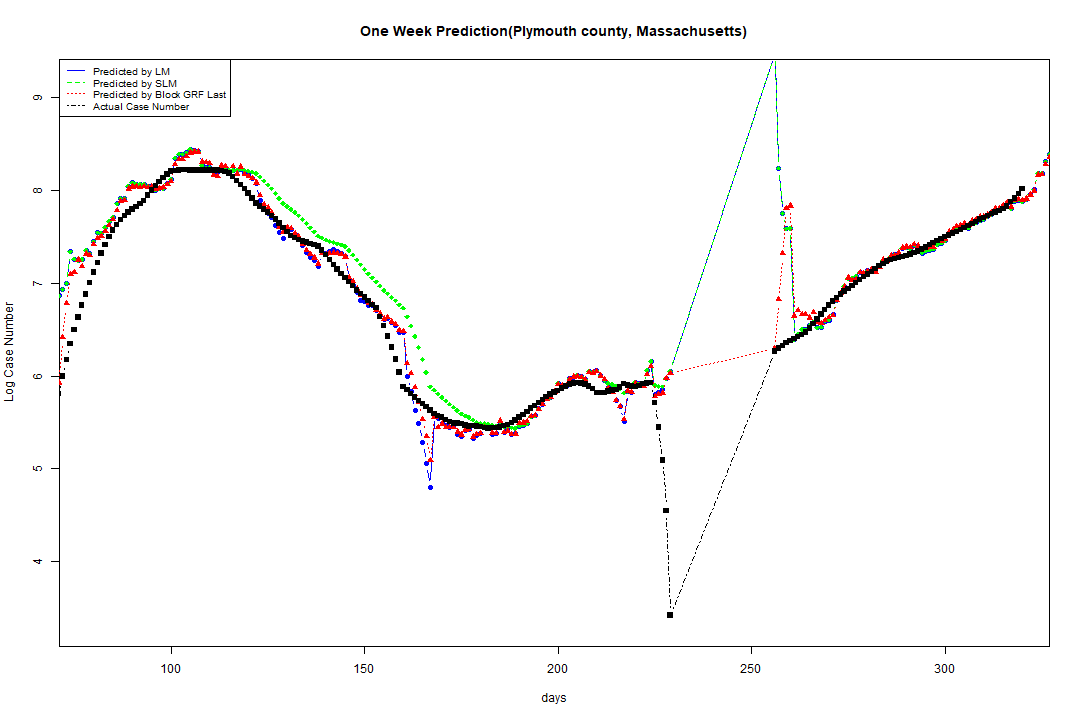 One Week Prediction(Plymouth county, Massachusetts)
Predicted by LM
Predicted by SLM
Predicted by Block GRF Last
Actual Case Number
9
8
7
6
5
4
Log Case Number
100 150 200 250 300
days